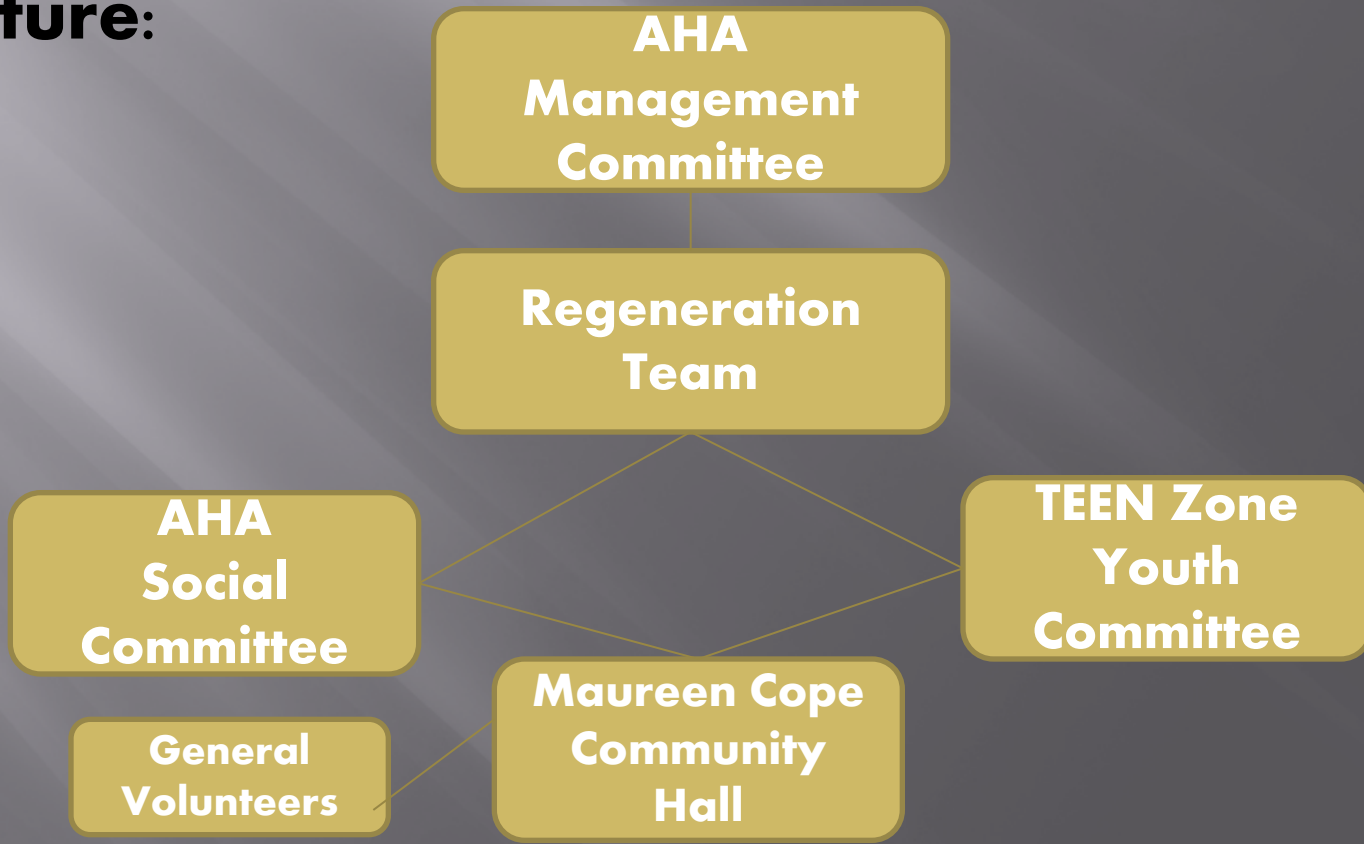 ture:
AHA
Management
Committee
Regeneration
Team
AHA
Social
Committee
TEEN Zone
Youth
Committee
Maureen Cope
Community
Hall
General
Volunteers